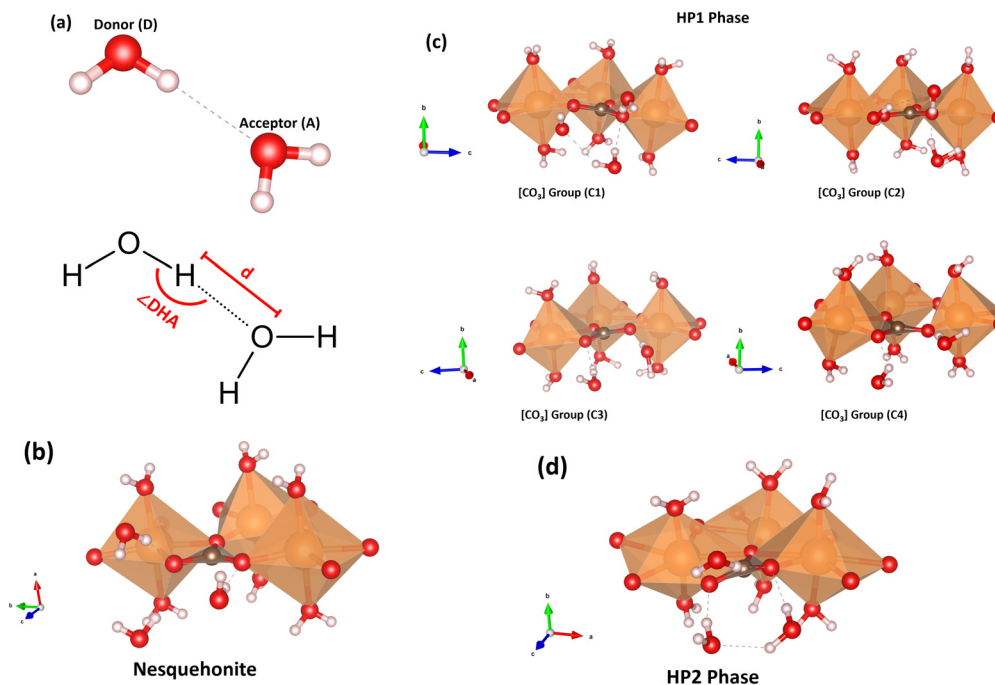 (a)
Donor (D)
Acceptor (A)
O
H
H
d
∠DHA
O
H
H
HP1 Phase
(c)
b
c
[CO3] Group (C1)
b
c
a
[CO3] Group (C2)
b
c
a
[CO3] Group (C3)
b
a
c
[CO3] Group (C4)
(b)
a
b
c
Nesquehonite
(d)
b
a
c
HP2 Phase